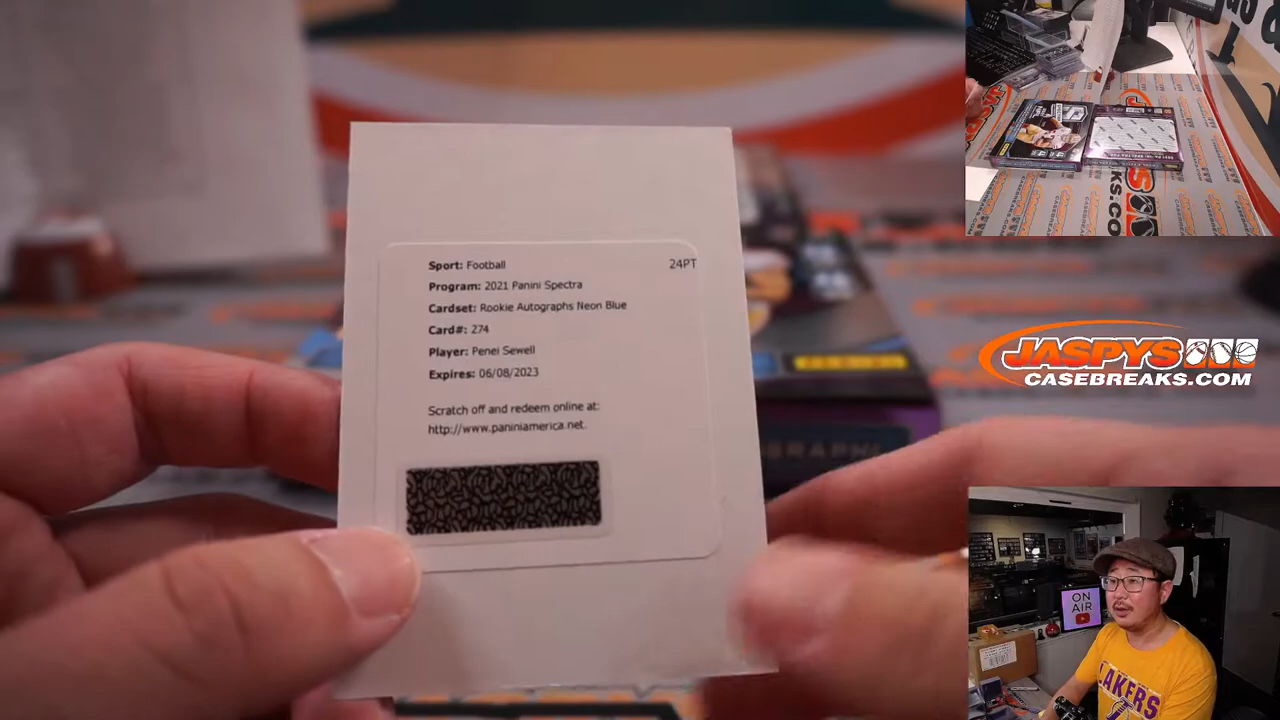 Sport: Football
24PT
Program: 2021 Panini Spectra
Cardset: Rookie Autographs Neon Blue
Card#: 274
Player: Penei Sewell
Expires: 06/08/2023
Scratch off and redeem online at:
http://www.paniniamerica.net.
JASPYS
CASEBREAKS.COM
ON
AIR
LAKERS